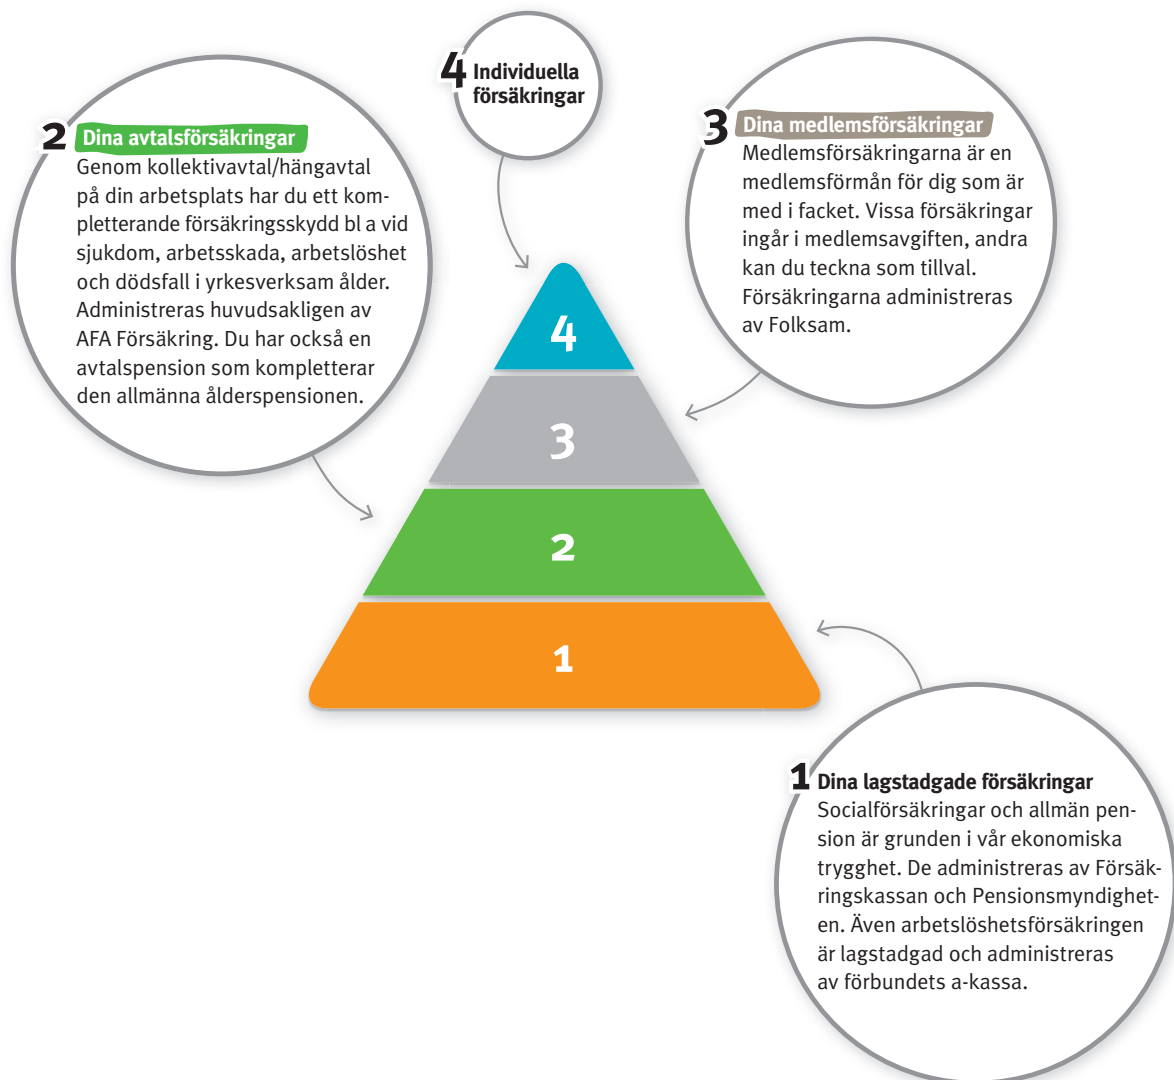 4 Individuella
försäkringar
2 Dina avtalsförsäkringar
Genom kollektivavtal/hängavtal
på din arbetsplats har du ett kom-
pletterande försäkringsskydd bl a vid
sjukdom, arbetsskada, arbetslöshet
och dödsfall i yrkesverksam ålder.
Administreras huvudsakligen av
AFA Försäkring. Du har också en
avtalspension som kompletterar
den allmänna ålderspensionen.
3 Dina medlemsförsäkringar
Medlemsförsäkringarna är en
medlemsförmån för dig som är
med i facket. Vissa försäkringar
ingår i medlemsavgiften, andra
kan du teckna som tillval.
Försäkringarna administreras
av Folksam.
4
3
2
1
1 Dina lagstadgade försäkringar
Socialförsäkringar och allmän pen-
sion är grunden i vår ekonomiska
trygghet. De administreras av Försäk-
ringskassan och Pensionsmyndighet-
en. Även arbetslöshetsförsäkringen
är lagstadgad och administreras
av förbundets a-kassa.